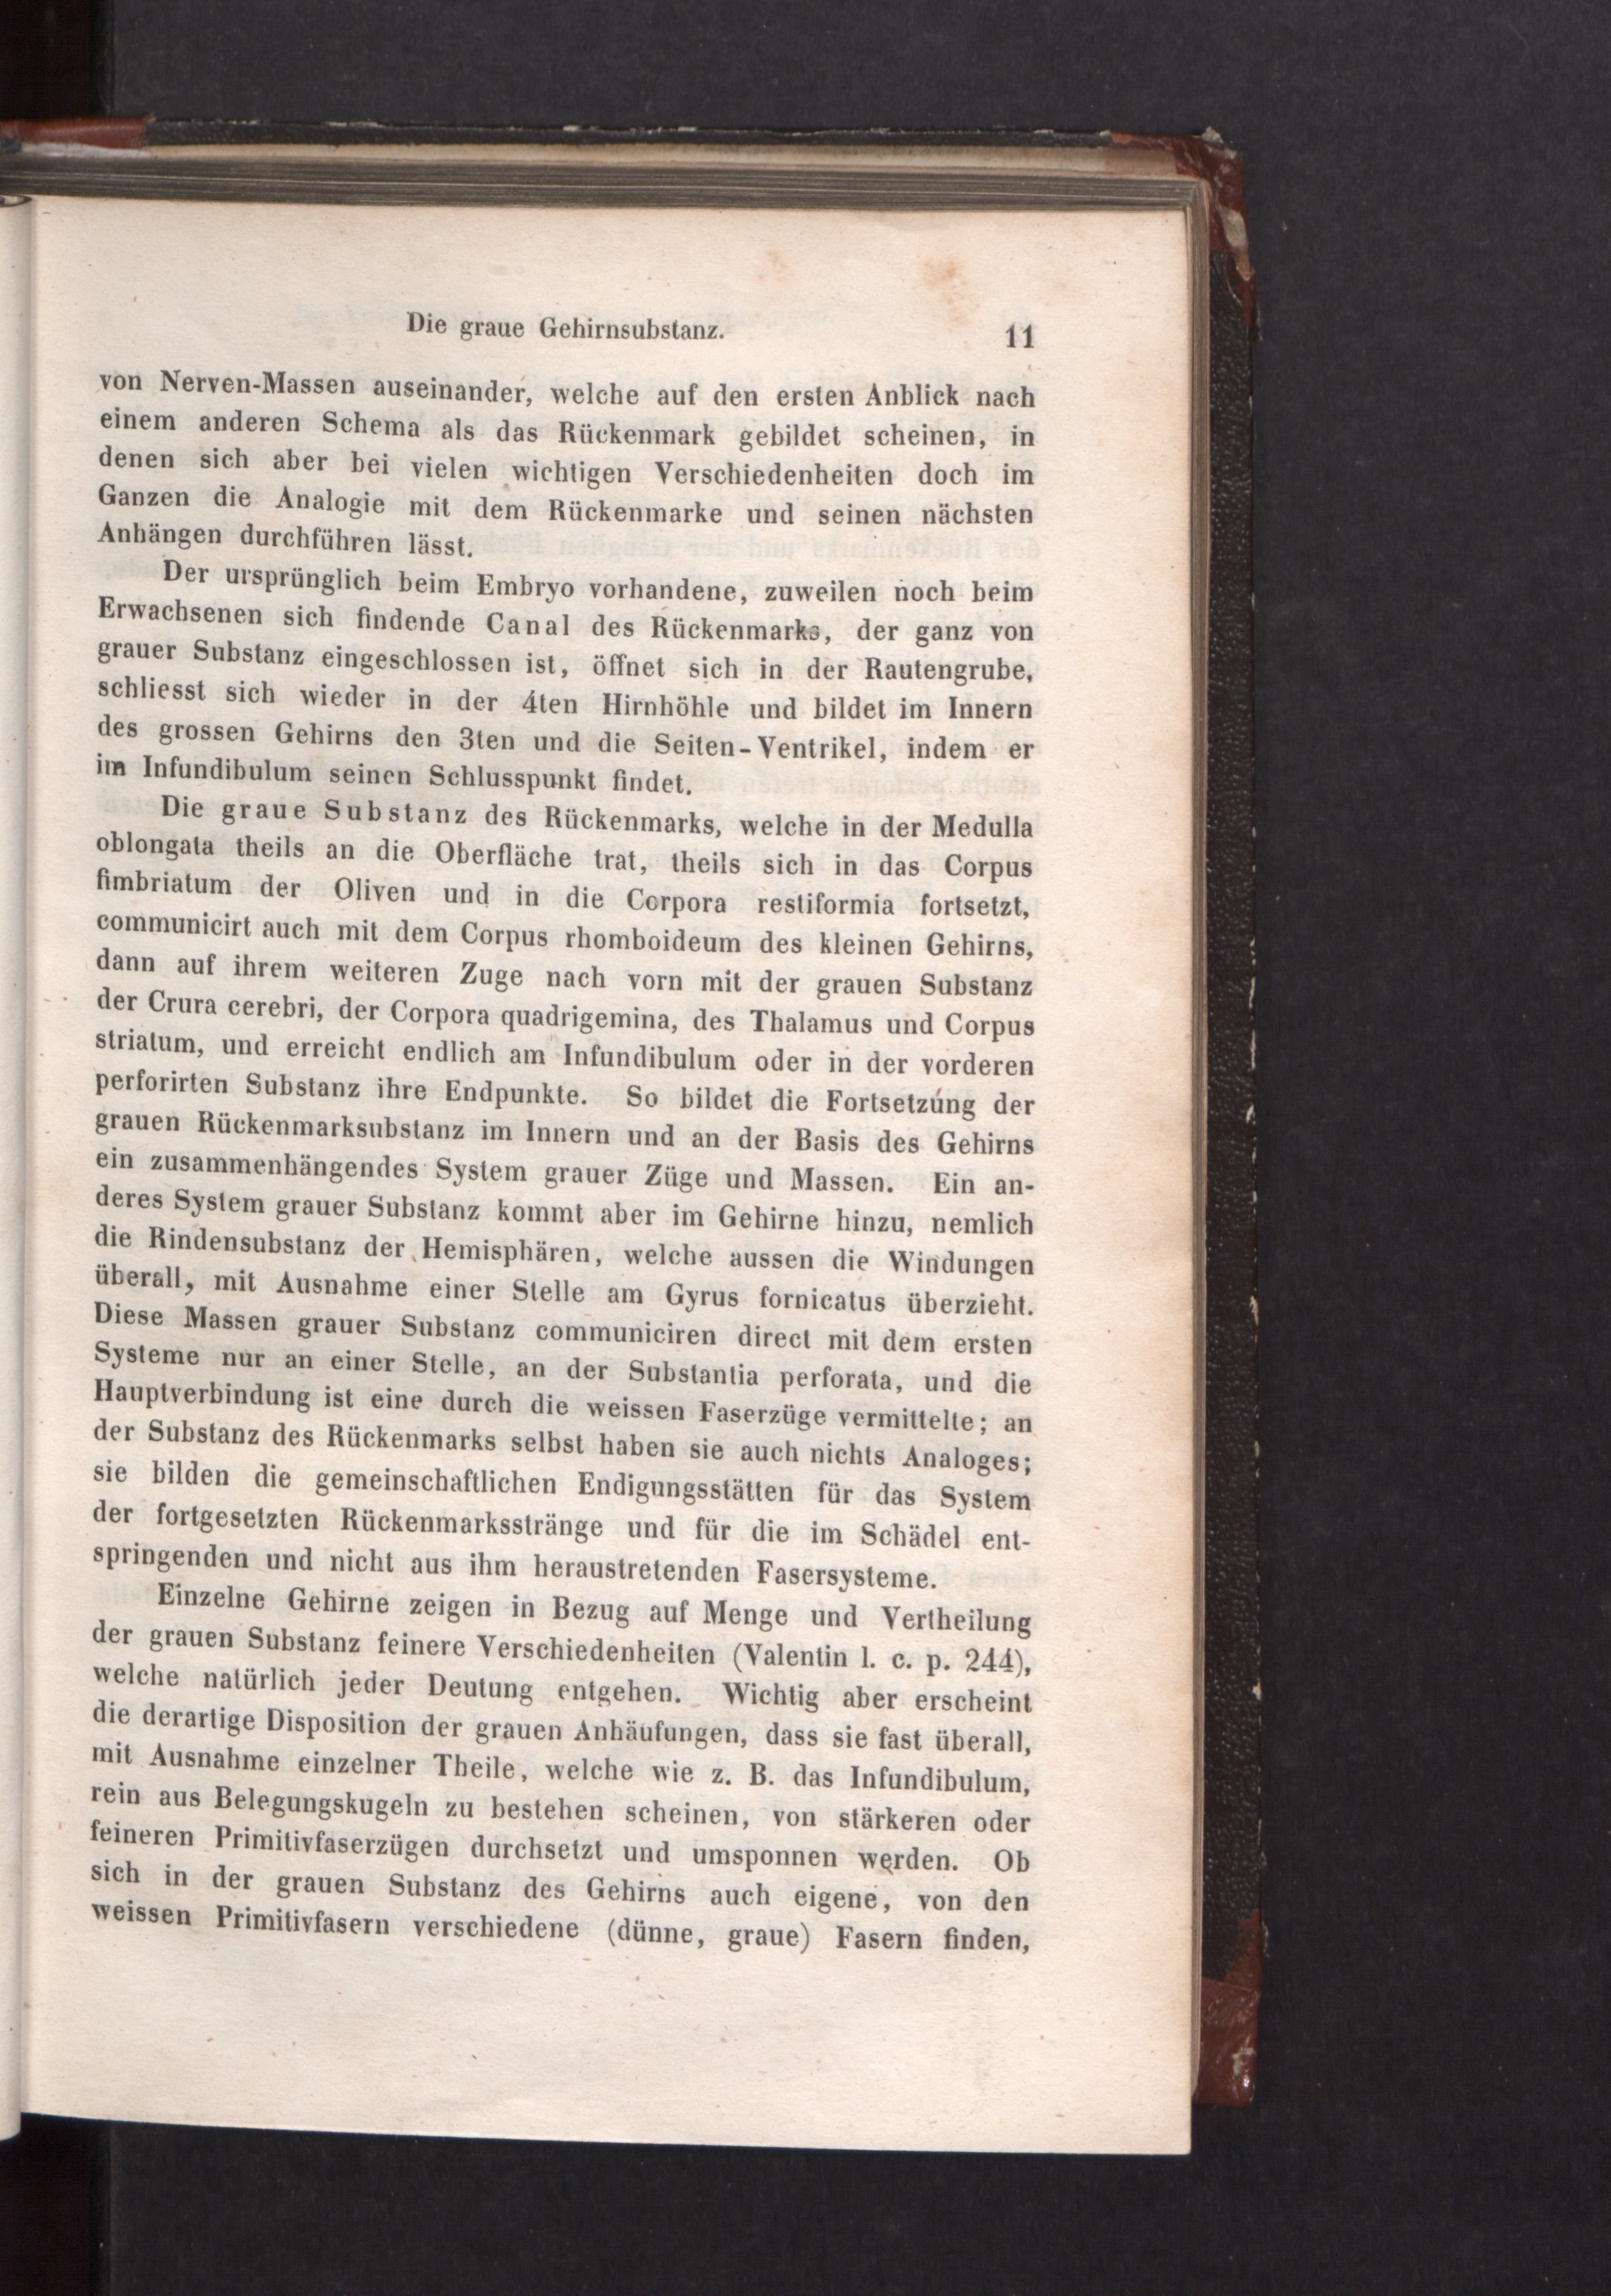 Die graue Gehirnsubstanz. 11
von Nerven-Massen auseinander, welche auf den ersten Anblick nach
einem anderen Schema als das Rückenmark gebildet scheinen, in
denen sich aber bei vielen wichtigen Verschiedenheiten doch im
Ganzen die Analogie mit dem Rückenmarke und seinen nächsten
Anhängen durchführen lässt.
Der ursprünglich beim Embryo vorhandene, zuweilen noch beim
Erwachsenen sich findende Canal des Rückenmarks, der ganz von
grauer Substanz eingeschlossen ist, öffnet sich in der Rautengrube,
schliesst sich wieder in der 4ten Hirnhöhle und bildet im Innern
des grossen Gehirns den 3ten und die Seiten-Ventrikel, indem er
im Infundibulum seinen Schlusspunkt findet.
Die graue Substanz des Rückenmarks, welche in der Medulla
oblongata theils an die Oberfläche trat, theils sich in das Corpus
fimbriatum der Oliven und in die Corpora restiformia fortsetzt,
communicirt auch mit dem Corpus rhomboideum des kleinen Gehirns,
dann auf ihrem weiteren Zuge nach vorn mit der grauen Substanz
der Crura cerebri, der Corpora quadrigemina, des Thalamus und Corpus
striatum, und erreicht endlich am Infundibulum oder in der vorderen
perforirten Substanz ihre Endpunkte. So bildet die Fortsetzung der
grauen Rückenmarksubstanz im Innern und an der Basis des Gehirns
ein zusammenhängendes System grauer Züge und Massen. Ein an-
deres System grauer Substanz kommt aber im Gehirne hinzu, nemlich
die Rindensubstanz der Hemisphären, welche aussen die Windungen
überall, mit Ausnahme einer Stelle am Gyrus fornicatus überzieht.
Diese Massen grauer Substanz communiciren direct mit dem ersten
Systeme nur an einer Stelle, an der Substantia perforata, und die
Hauptverbindung ist eine durch die weissen Faserzüge vermittelte; an
der Substanz des Rückenmarks selbst haben sie auch nichts Analoges;
sie bilden die gemeinschaftlichen Endigungsstätten für das System
der fortgesetzten Rückenmarksstränge und für die im Schädel ent-
springenden und nicht aus ihm heraustretenden Fasersysteme.
Einzelne Gehirne zeigen in Bezug auf Menge und Vertheilung
der grauen Substanz feinere Verschiedenheiten (Valentin l. c. p. 244),
welche natürlich jeder Deutung entgehen. Wichtig aber erscheint
die derartige Disposition der grauen Anhäufungen, dass sie fast überall,
mit Ausnahme einzelner Theile, welche wie z. B. das Infundibulum,
rein aus Belegungskugeln zu bestehen scheinen, von stärkeren oder
feineren Primitivfaserzügen durchsetzt und umsponnen werden. Ob
sich in der grauen Substanz des Gehirns auch eigene, von den
weissen Primitivfasern verschiedene (dünne, graue) Fasern finden,